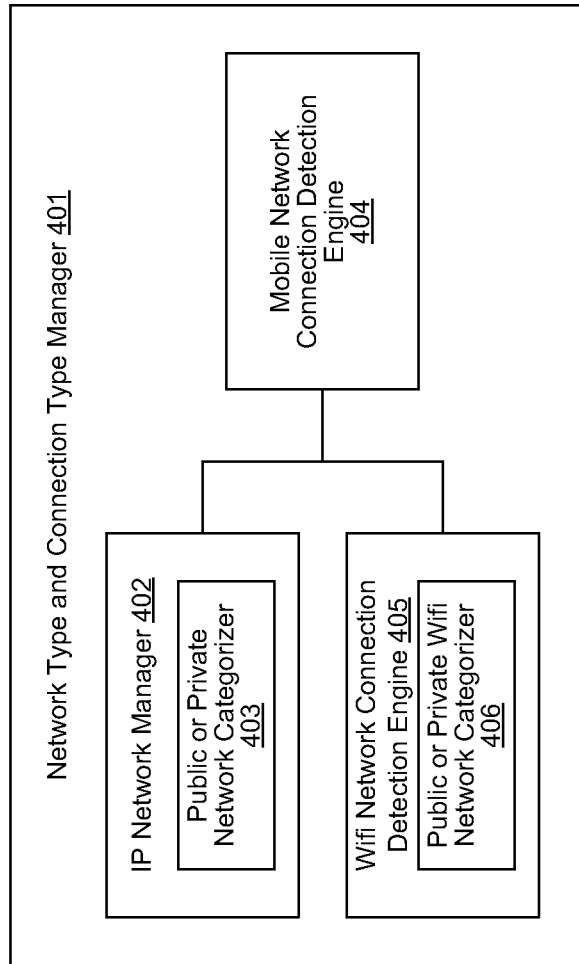 Network Type and Connection Type Manager 401
IP Network Manager 402
Public or Private
Network Categorizer
403
Wifi Network Connection
Detection Engine 405
Public or Private Wifi
Network Categorizer
406
Mobile Network
Connection Detection
Engine
404